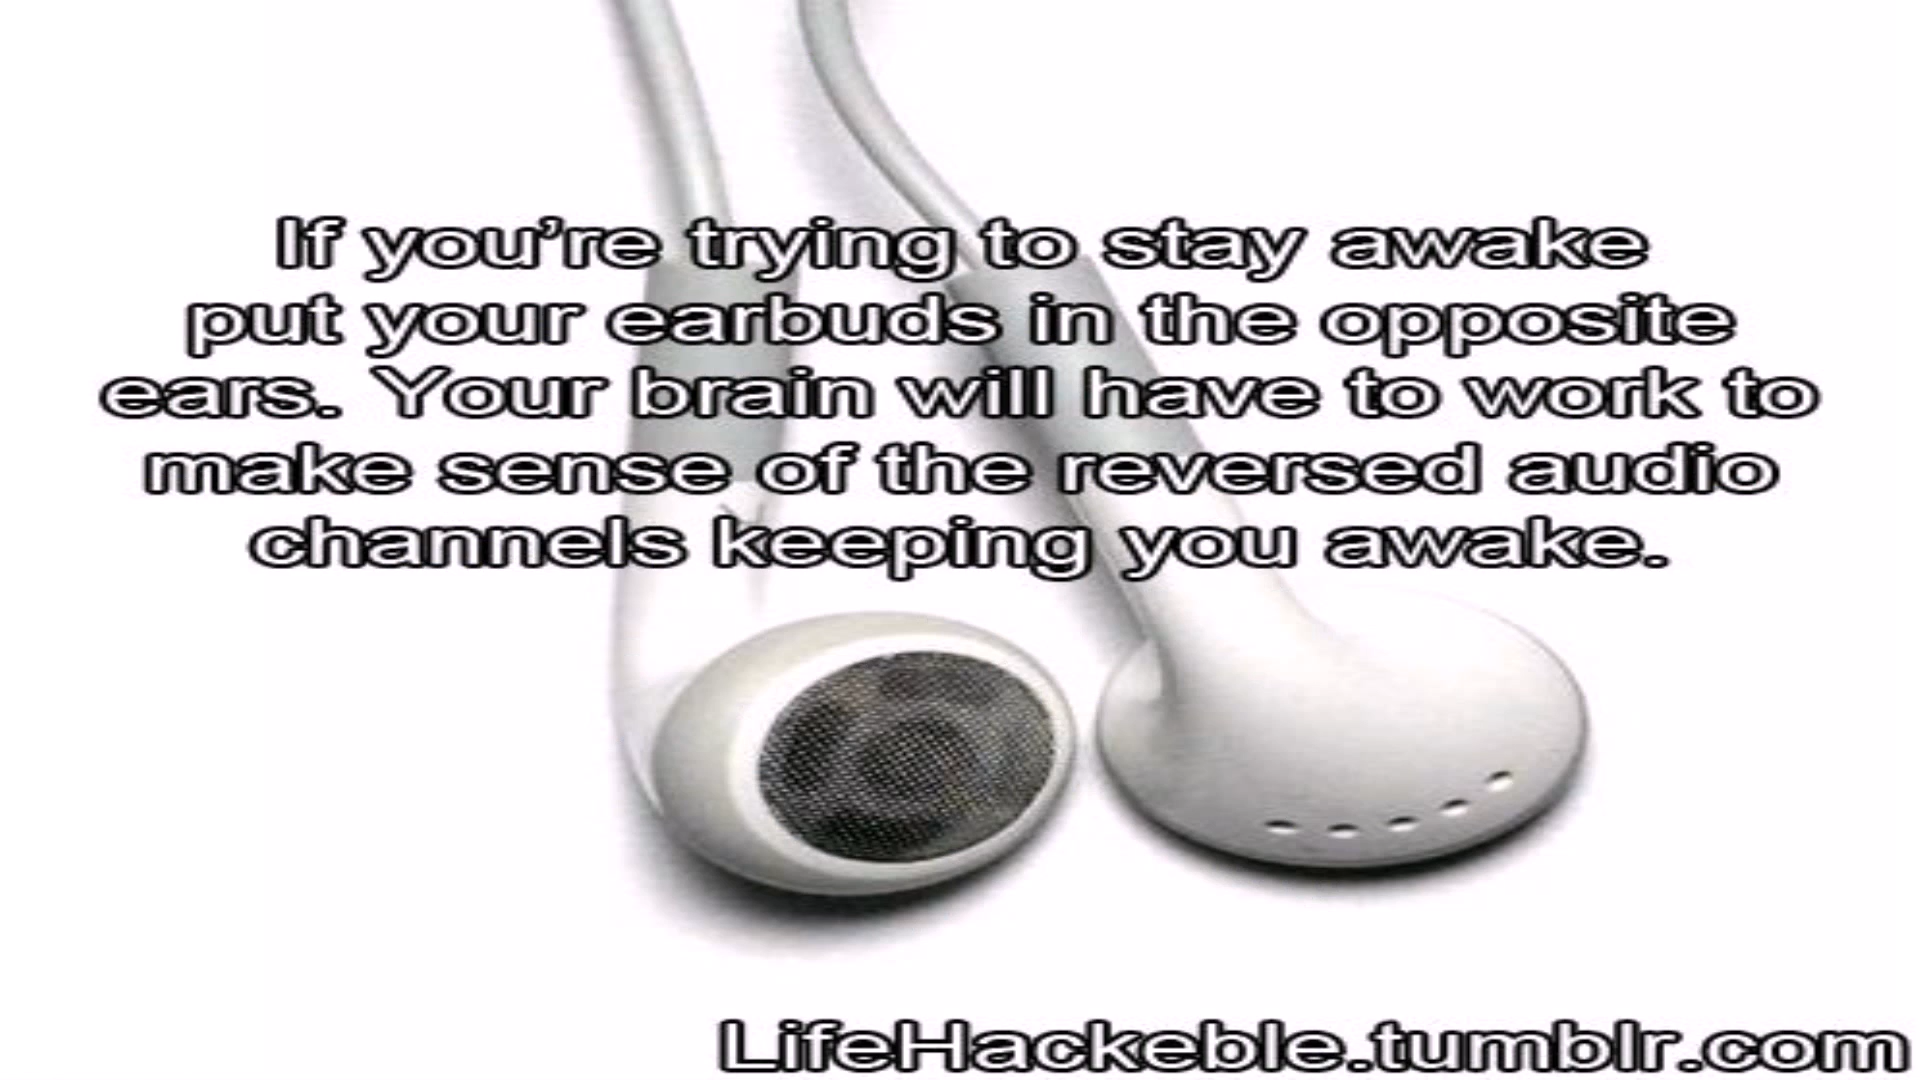 If you’re trying to stay awake
put your earbuds in the opposite
ears. Your brain will have to work to
make sense of the reversed audio
channels keeping you awake.
LifeHackeble.tumblr.com